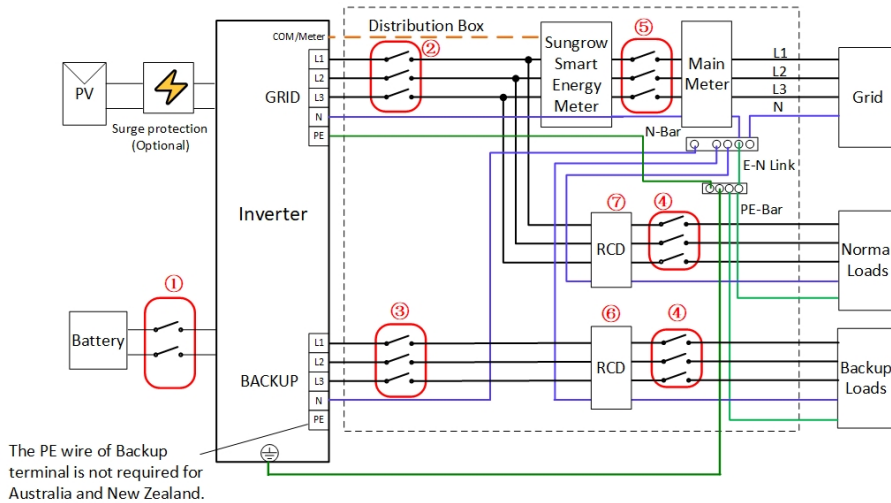 Distribution Box
COM/Meter
②
⑤
L1
L2
L3
N
PE
GRID
Sungrow
Smart
Energy
Meter
Main
Meter
L1
L2
L3
N
Grid
PV
Surge protection
(Optional)
N-Bar
E-N Link
PE-Bar
Inverter
⑦
④
RCD
Normal
Loads
①
Battery
③
⑥
④
L1
L2
L3
N
PE
BACKUP
RCD
Backup
Loads
The PE wire of Backup
terminal is not required for
Australia and New Zealand.